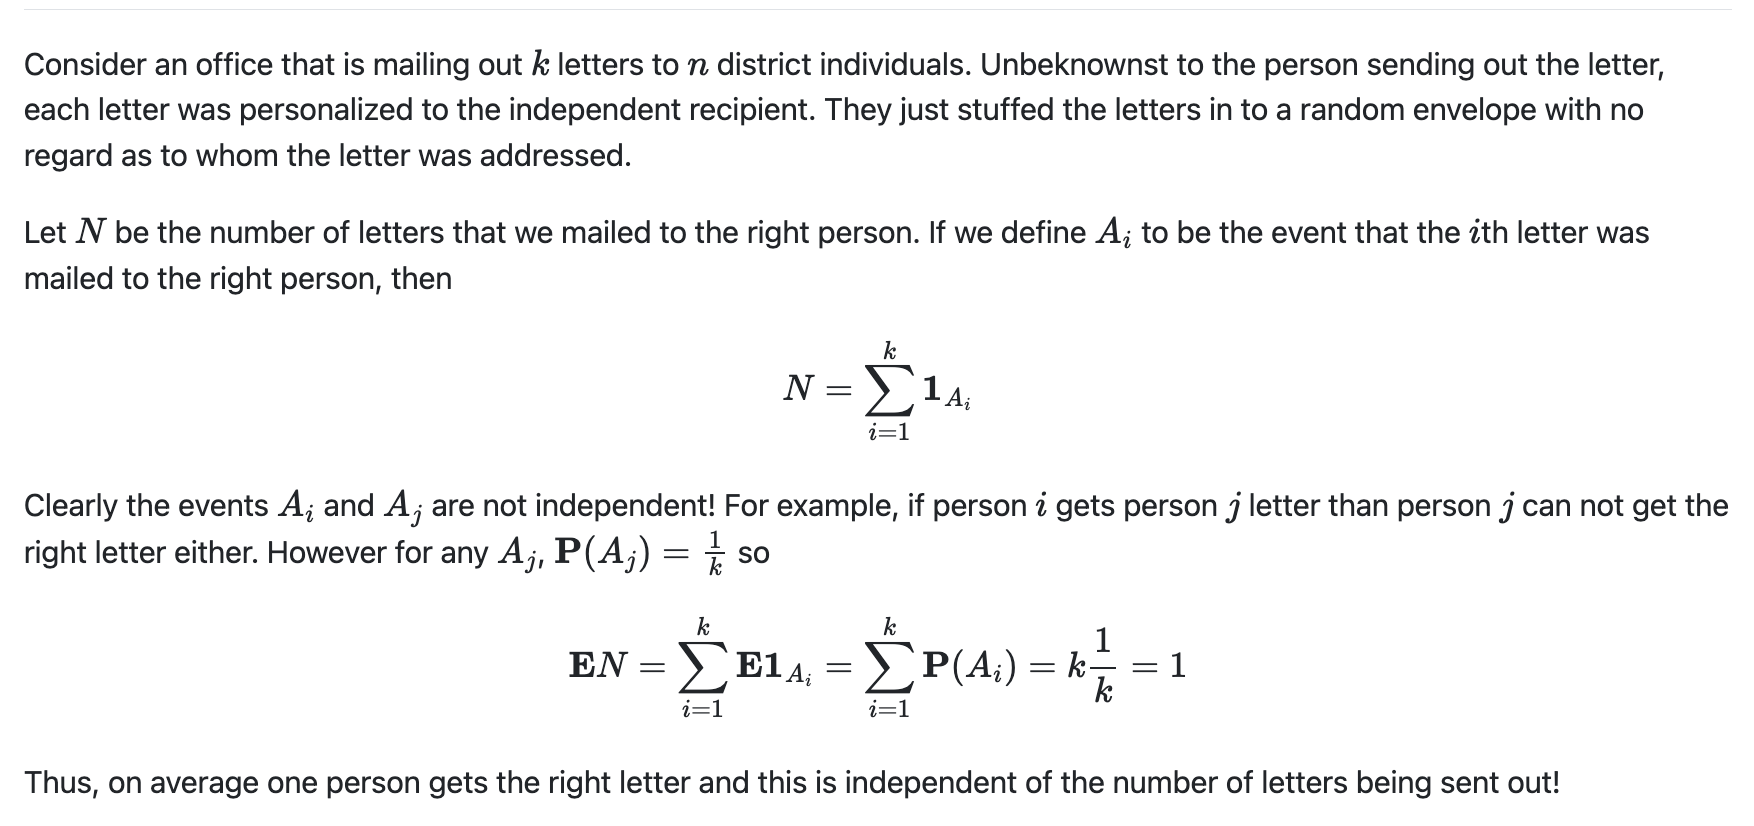 Consider an office that is mailing out k letters to n district individuals. Unbeknownst to the person sending out the letter,
each letter was personalized to the independent recipient. They just stuffed the letters in to a random envelope with no
regard as to whom the letter was addressed.
Let N be the number of letters that we mailed to the right person. If we define A_i to be the event that the ith letter was
mailed to the right person, then
N = \sum_{i=1}^{k} \mathbf{1}_{A_i}
Clearly the events A_i and A_j are not independent! For example, if person i gets person j letter than person j can not get the
right letter either. However for any A_j, \mathbf{P}(A_j) = \frac{1}{k} so
\mathbf{E}N = \sum_{i=1}^{k} \mathbf{E}\mathbf{1}_{A_i} = \sum_{i=1}^{k} \mathbf{P}(A_i) = k\frac{1}{k} = 1
Thus, on average one person gets the right letter and this is independent of the number of letters being sent out!